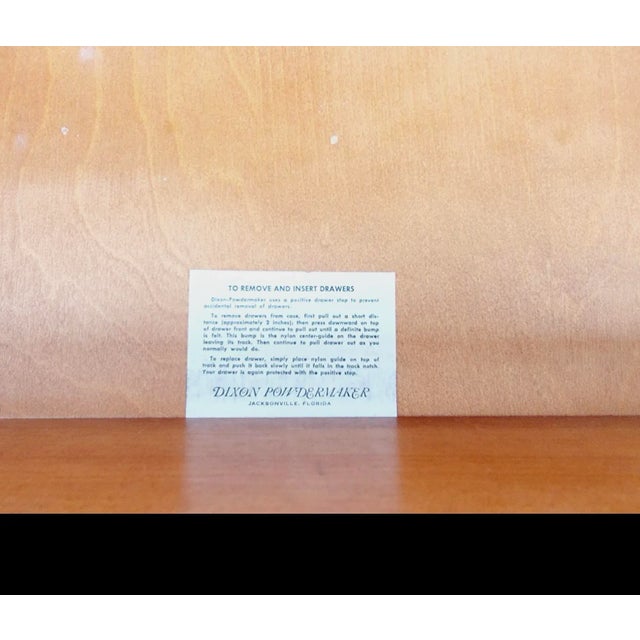 TO REMOVE AND INSERT DRAWERS
Dixon-Powdermaker uses a positive drawer stop to prevent
accidental removal of drawers.
To remove drawers from case, first pull out a short dis-
tance (approximately 2 inches), then press downward on top
of drawer front and continue to pull out until a definite bump
is felt. This bump is the nylon center-guide on the drawer
leaving its track. Then continue to pull drawer out as you
normally would do.
To replace drawer, simply place nylon guide on top of
track and push it back slowly until it falls in the track notch.
Your drawer is again protected with the positive stop.
DIXON POWDERMAKER
JACKSONVILLE, FLORIDA